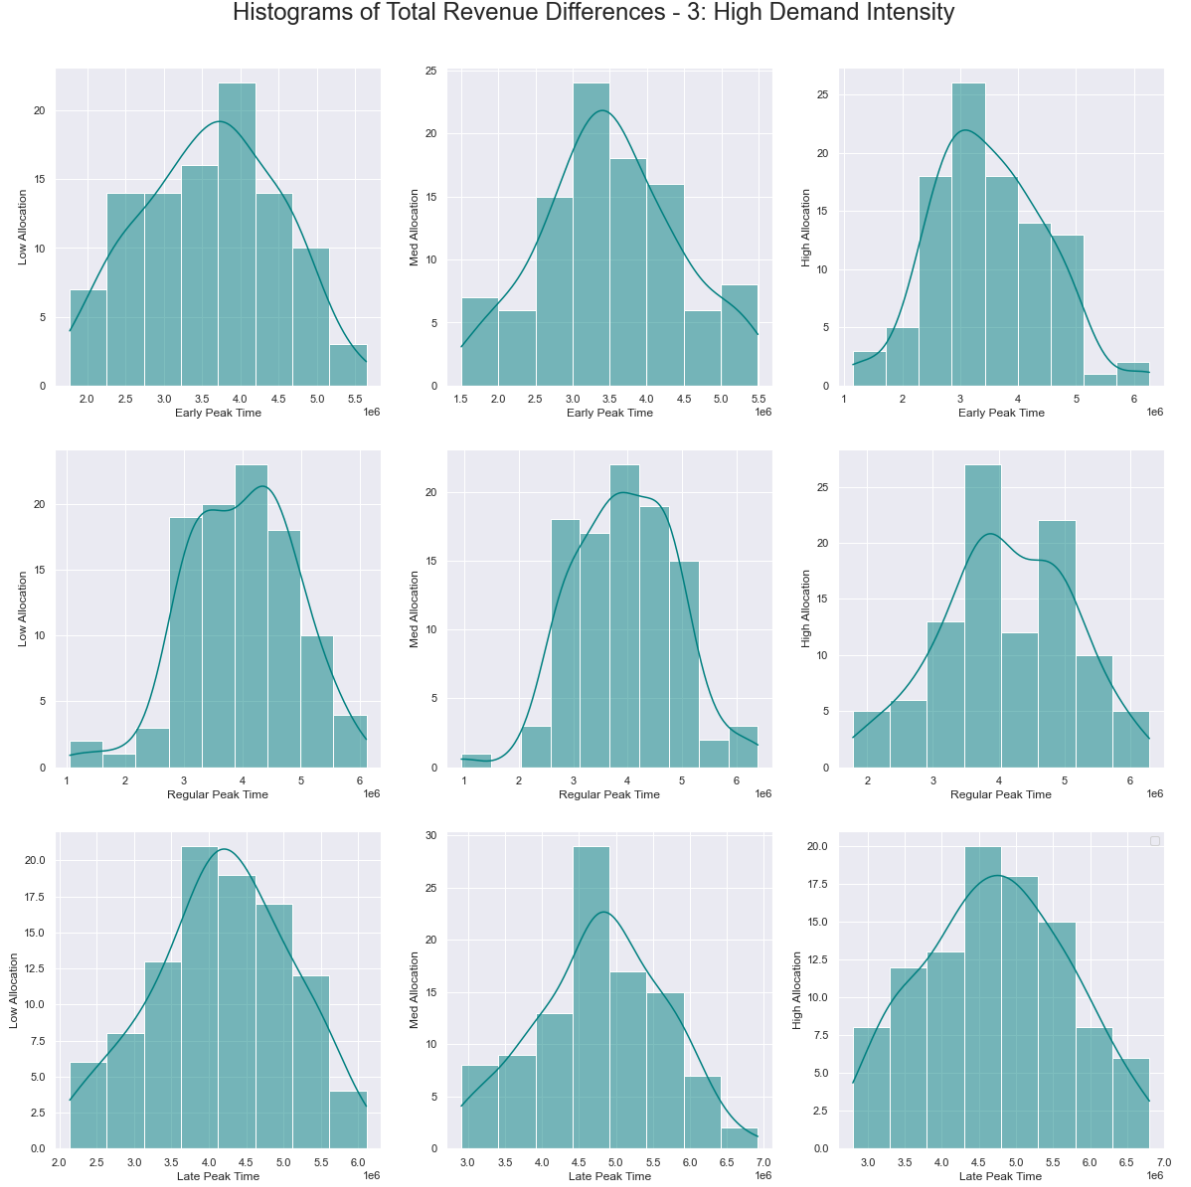 Histograms of Total Revenue Differences - 3: High Demand Intensity
Low Allocation
20
15
10
5
0
2.0 2.5 3.0 3.5 4.0 4.5 5.0 5.5
Early Peak Time
1e6
Med Allocation
25
20
15
10
5
0
1.5 2.0 2.5 3.0 3.5 4.0 4.5 5.0 5.5
Early Peak Time
1e6
High Allocation
25
20
15
10
5
0
1 2 3 4 5 6
Early Peak Time
1e6
Low Allocation
20
15
10
5
0
1 2 3 4 5 6
Regular Peak Time
1e6
Med Allocation
20
15
10
5
0
1 2 3 4 5 6
Regular Peak Time
1e6
High Allocation
25
20
15
10
5
0
2 3 4 5 6
Regular Peak Time
1e6
Low Allocation
20.0
17.5
15.0
12.5
10.0
7.5
5.0
2.5
0.0
2.0 2.5 3.0 3.5 4.0 4.5 5.0 5.5 6.0
Late Peak Time
1e6
Med Allocation
30
25
20
15
10
5
0
3.0 3.5 4.0 4.5 5.0 5.5 6.0 6.5 7.0
Late Peak Time
1e6
High Allocation
20.0
17.5
15.0
12.5
10.0
7.5
5.0
2.5
0.0
3.0 3.5 4.0 4.5 5.0 5.5 6.0 6.5 7.0
Late Peak Time
1e6